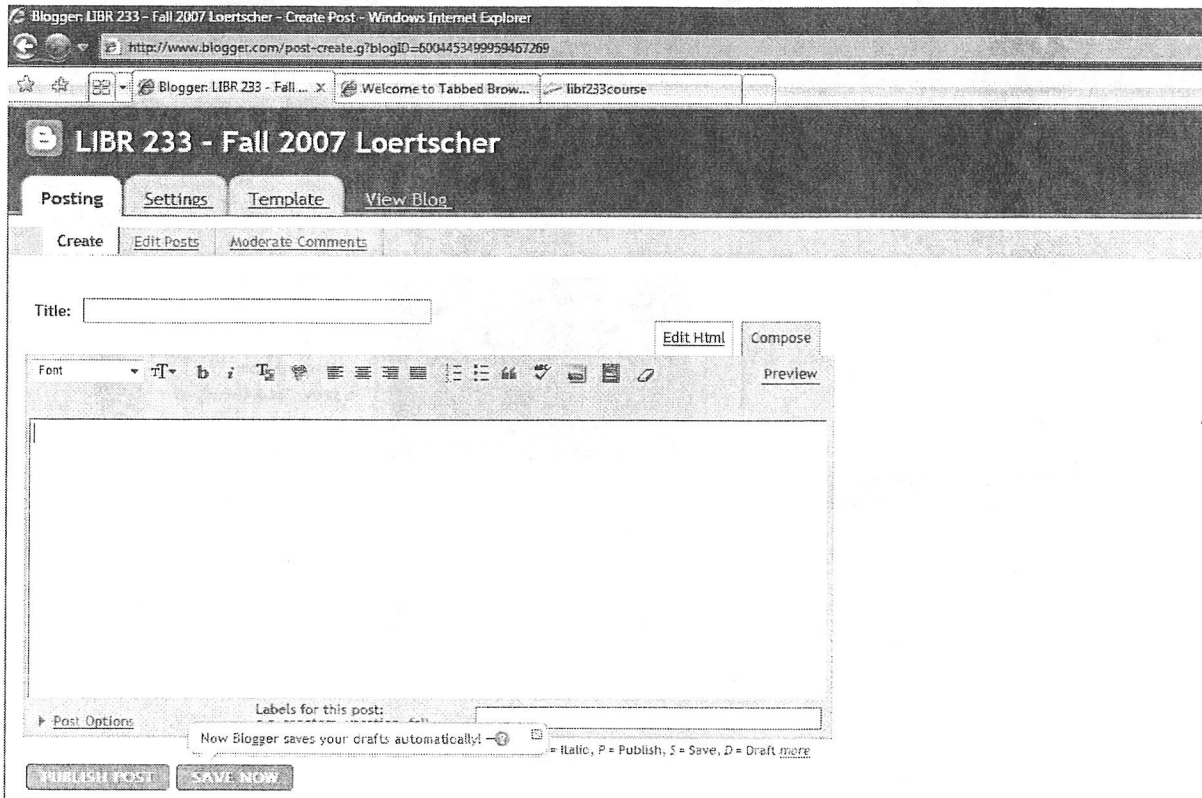 Blogger: LIBR 233 - Fall 2007 Loertscher - Create Post - Windows Internet Explorer
http://www.blogger.com/post-create.g?blogID=6004453499959467269
Blogger: LIBR 233 - Fall ... X Welcome to Tabbed Brow... libr233course
LIBR 233 - Fall 2007 Loertscher
Posting Settings Template View Blog
Create Edit Posts Moderate Comments
Title:
Edit Html Compose
Font Preview
Labels for this post:
Post Options
Now Blogger saves your drafts automatically!
= Italic, P = Publish, S = Save, D = Draft more
PUBLISH POST SAVE NOW